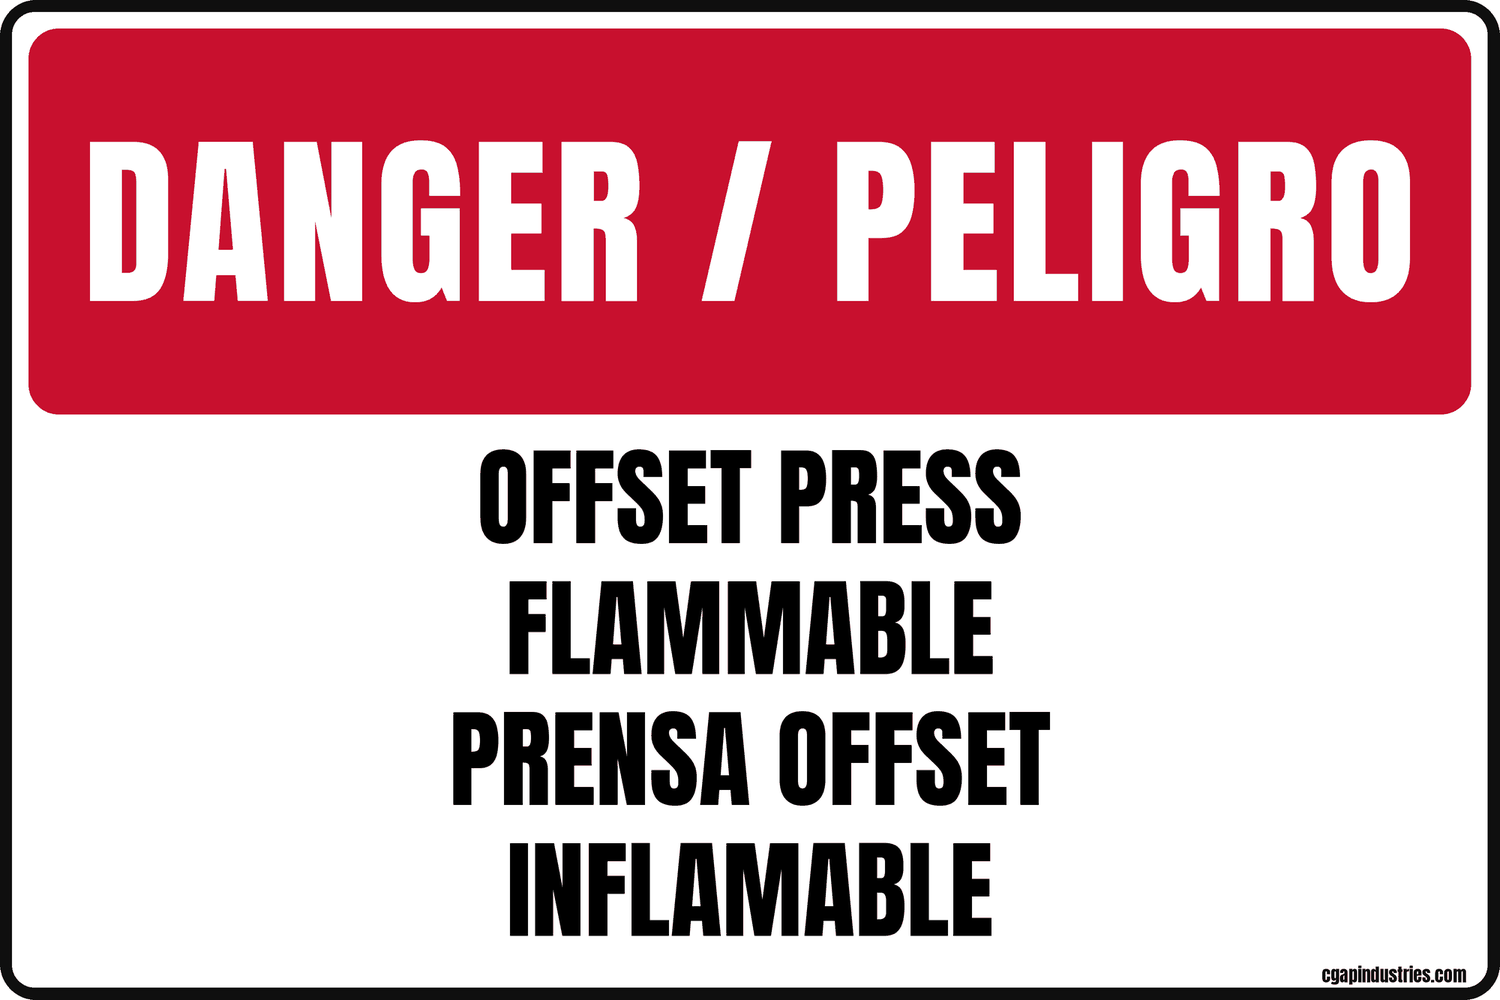 DANGER / PELIGRO
OFFSET PRESS
FLAMMABLE
PRENSA OFFSET
INFLAMABLE
cgapindustries.com